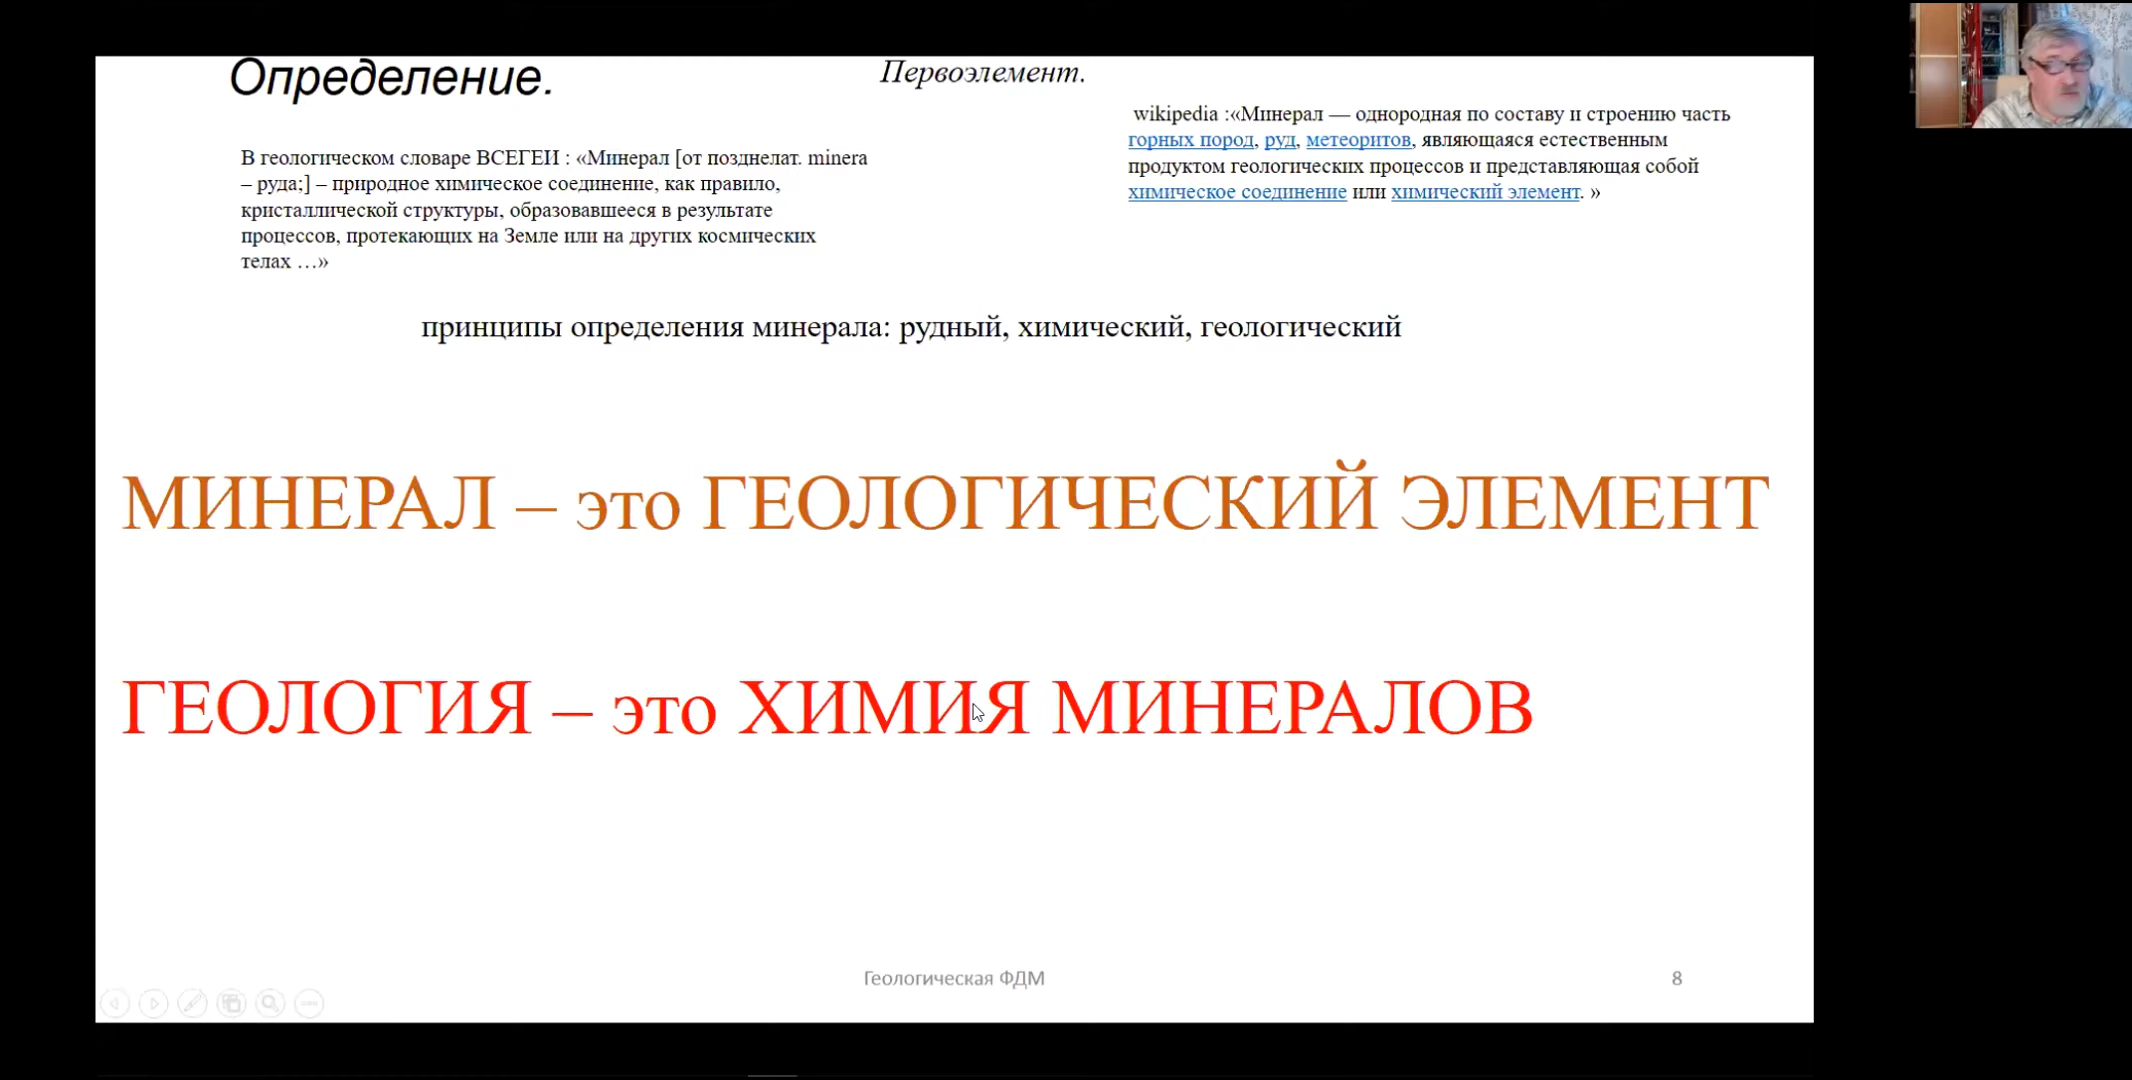 Определение.
Первоэлемент.
В геологическом словаре ВСЕГЕИ : «Минерал [от позднелат. minera
– руда;] – природное химическое соединение, как правило,
кристаллической структуры, образовавшееся в результате
процессов, протекающих на Земле или на других космических
телах …»
wikipedia :«Минерал — однородная по составу и строению часть
горных пород, руд, метеоритов, являющаяся естественным
продуктом геологических процессов и представляющая собой
химическое соединение или химический элемент. »
принципы определения минерала: рудный, химический, геологический
МИНЕРАЛ – это ГЕОЛОГИЧЕСКИЙ ЭЛЕМЕНТ
ГЕОЛОГИЯ – это ХИМИЯ МИНЕРАЛОВ
Геологическая ФДМ
8